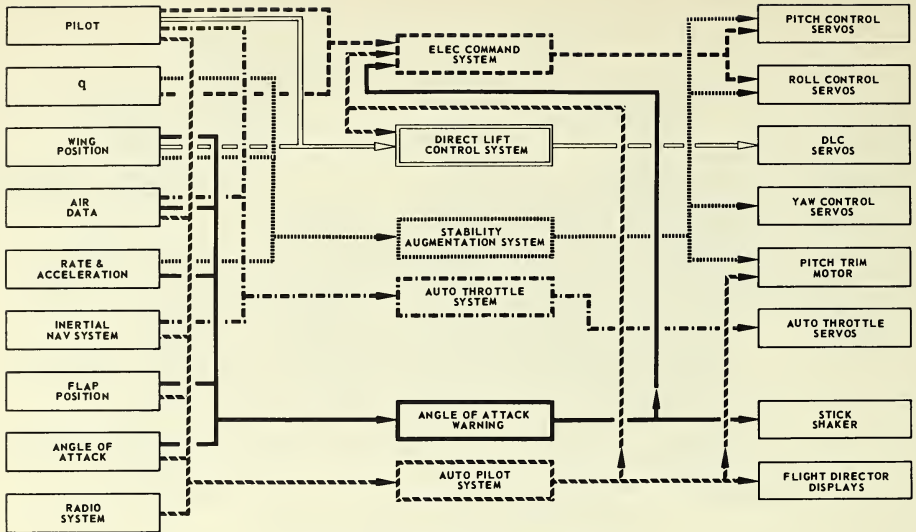 PILOT
q
WING
POSITION
AIR
DATA
RATE &
ACCELERATION
INERTIAL
NAV SYSTEM
FLAP
POSITION
ANGLE OF
ATTACK
RADIO
SYSTEM
ELEC COMMAND
SYSTEM
DIRECT LIFT
CONTROL SYSTEM
STABILITY
AUGMENTATION SYSTEM
AUTO THROTTLE
SYSTEM
ANGLE OF ATTACK
WARNING
AUTO PILOT
SYSTEM
PITCH CONTROL
SERVOS
ROLL CONTROL
SERVOS
DLC
SERVOS
YAW CONTROL
SERVOS
PITCH TRIM
MOTOR
AUTO THROTTLE
SERVOS
STICK
SHAKER
FLIGHT DIRECTOR
DISPLAYS